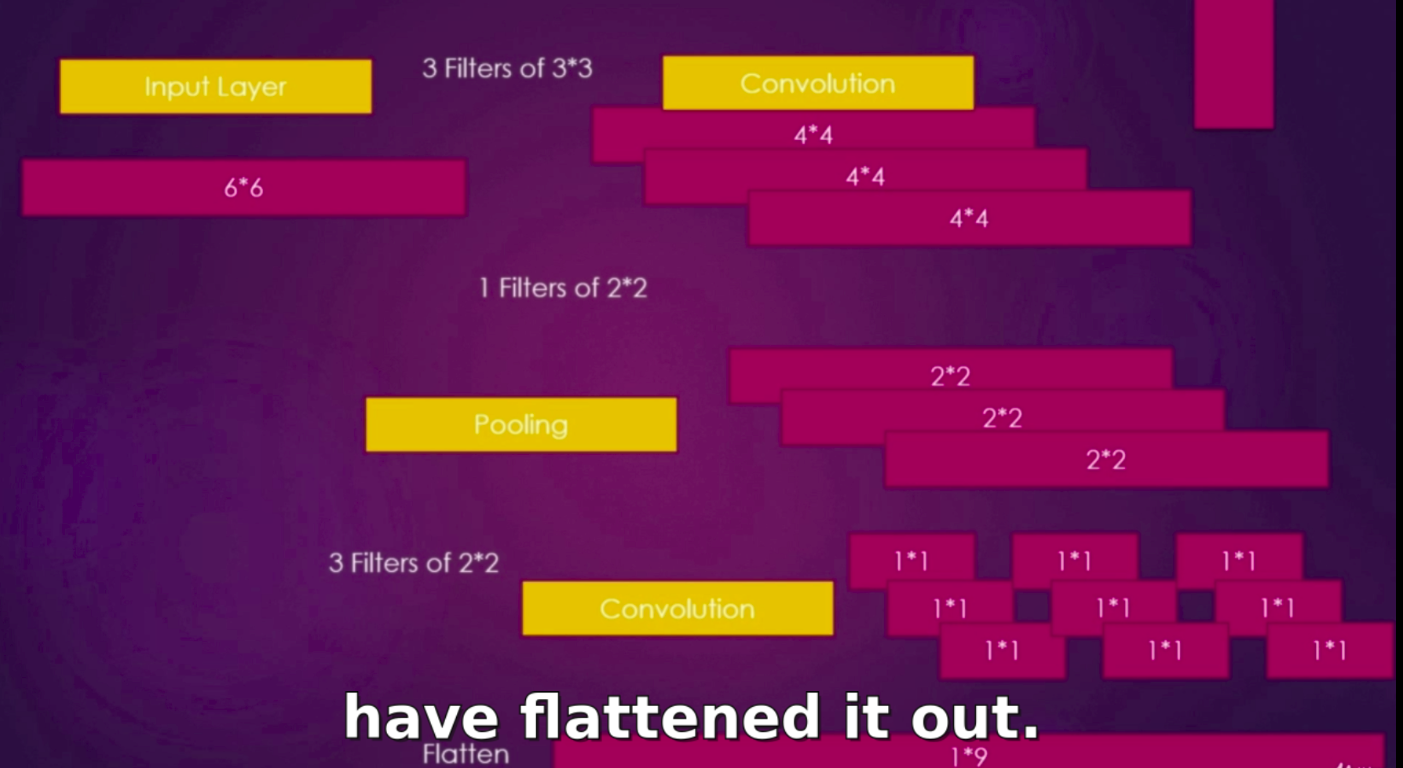 Input Layer
3 Filters of 3*3
Convolution
4*4
6*6
4*4
4*4
1 Filters of 2*2
2*2
Pooling
2*2
2*2
3 Filters of 2*2
1*1 1*1 1*1
Convolution
1*1 1*1 1*1
1*1 1*1 1*1
have flattened it out.
Flatten
1*9